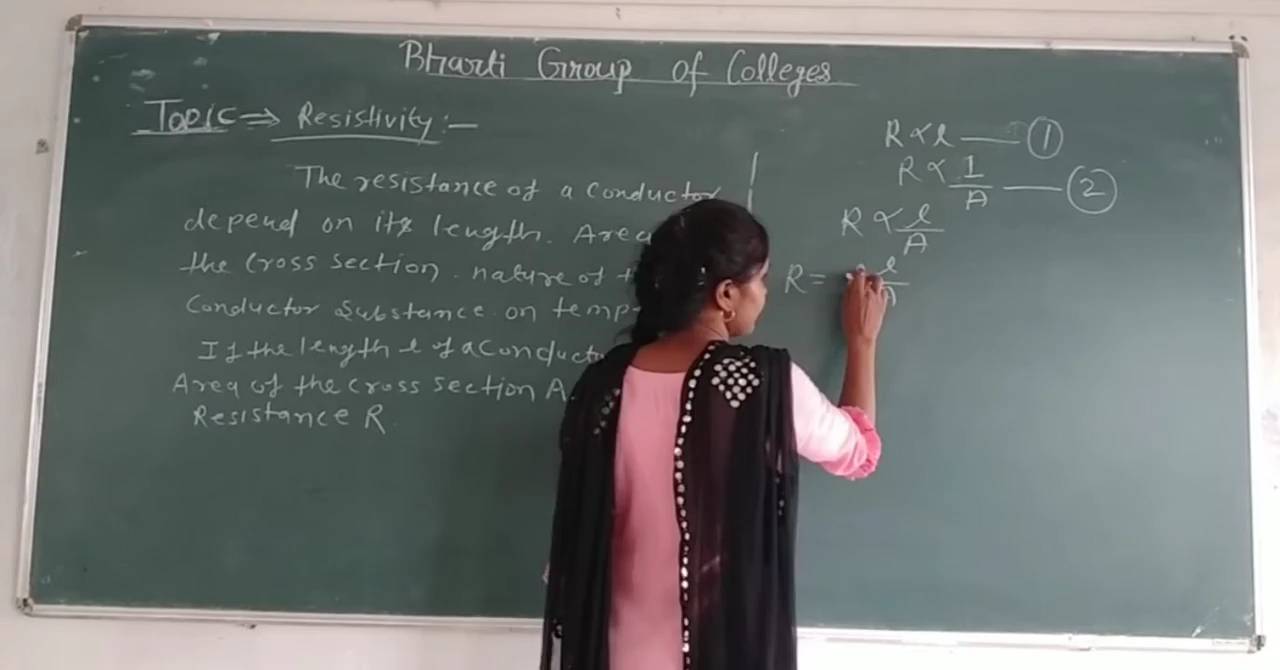 Bharti Group of Colleges
Topic ⇒ Resistivity :-
The resistance of a conductor
depend on its length. Area
the cross section. nature of
conductor substance. on temp
If the length l of a conducto
Area of the cross section A.
Resistance R.
R ∝ l —— ①
R ∝ 1/A —— ②
R ∝ l/A
R = l/A